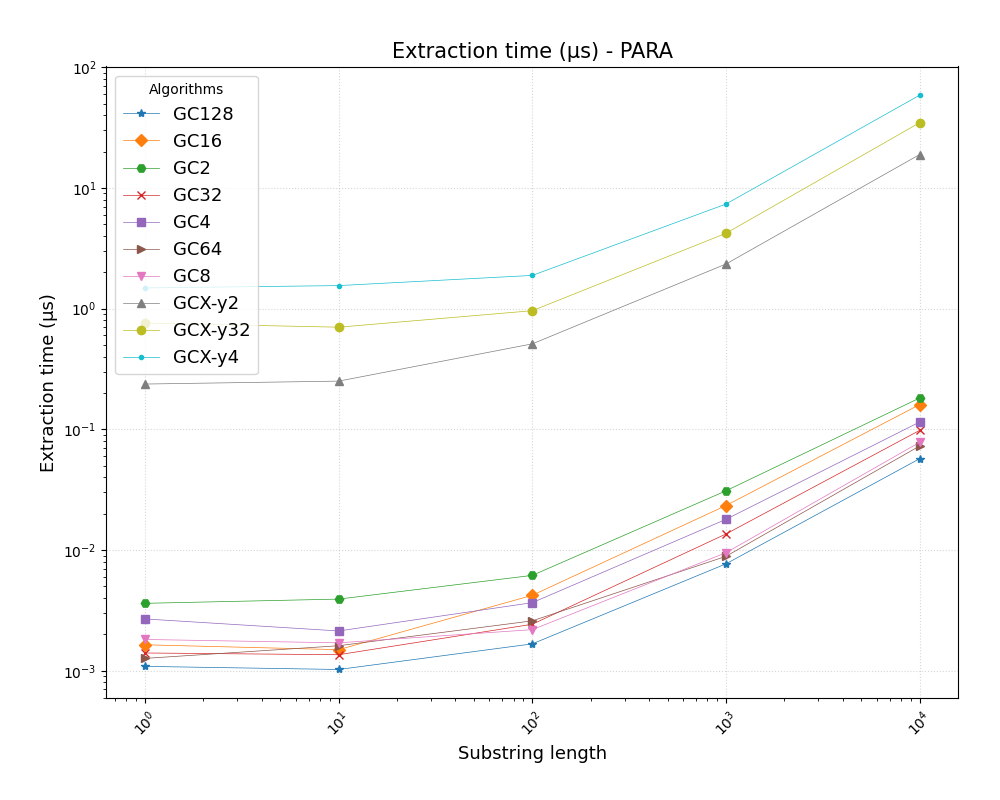 Extraction time (μs) - PARA
Extraction time (μs)
10²
10¹
10⁰
10⁻¹
10⁻²
10⁻³
Algorithms
GC128
GC16
GC2
GC32
GC4
GC64
GC8
GCX-y2
GCX-y32
GCX-y4
10⁰
10¹
10²
10³
10⁴
Substring length